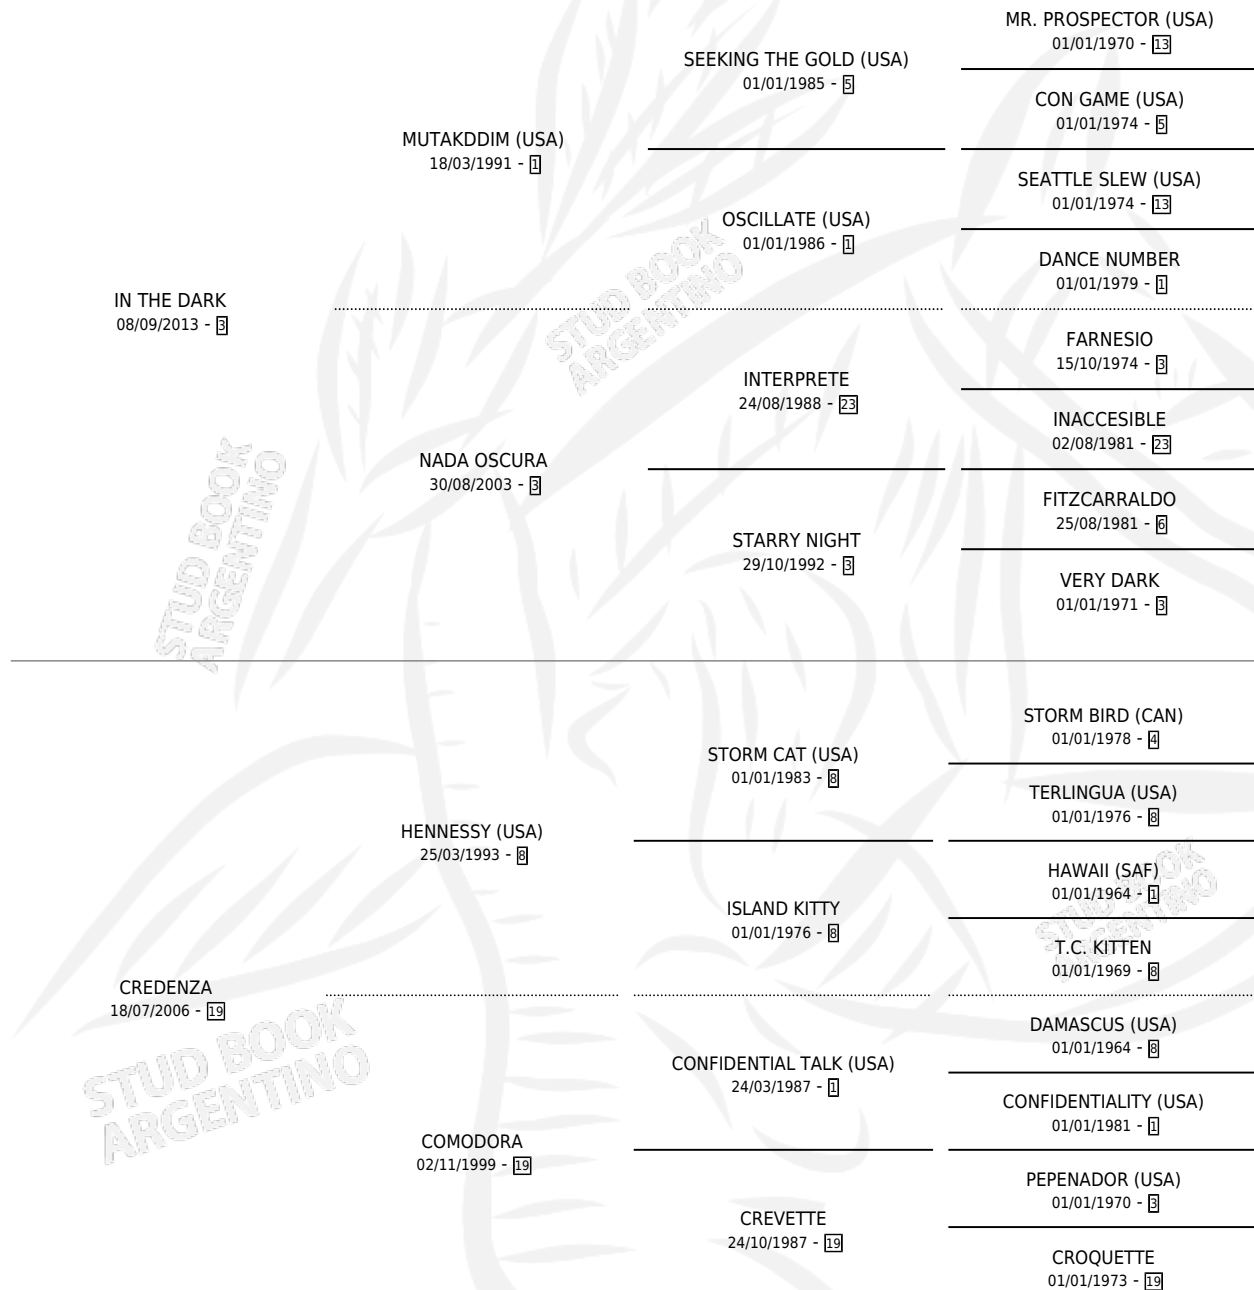 MR. PROSPECTOR (USA)
01/01/1970 - 13
SEEKING THE GOLD (USA)
01/01/1985 - 5
CON GAME (USA)
01/01/1974 - 5
MUTAKDDIM (USA)
18/03/1991 - 1
SEATTLE SLEW (USA)
01/01/1974 - 13
OSCILLATE (USA)
01/01/1986 - 1
DANCE NUMBER
01/01/1979 - 1
IN THE DARK
08/09/2013 - 3
FARNESIO
15/10/1974 - 3
INTERPRETE
24/08/1988 - 23
INACCESIBLE
02/08/1981 - 23
NADA OSCURA
30/08/2003 - 3
FITZCARRALDO
25/08/1981 - 6
STARRY NIGHT
29/10/1992 - 3
VERY DARK
01/01/1971 - 3
STORM BIRD (CAN)
01/01/1978 - 4
STORM CAT (USA)
01/01/1983 - 8
TERLINGUA (USA)
01/01/1976 - 8
HENNESSY (USA)
25/03/1993 - 8
HAWAII (SAF)
01/01/1964 - 1
ISLAND KITTY
01/01/1976 - 8
T.C. KITTEN
01/01/1969 - 8
CREDENZA
18/07/2006 - 19
DAMASCUS (USA)
01/01/1964 - 8
CONFIDENTIAL TALK (USA)
24/03/1987 - 1
CONFIDENTIALITY (USA)
01/01/1981 - 1
COMODORA
02/11/1999 - 19
PEPENADOR (USA)
01/01/1970 - 3
CREVETTE
24/10/1987 - 19
CROQUETTE
01/01/1973 - 19
STUD BOOK
ARGENTINO
STUD BOOK
ARGENTINO
STUD BOOK
ARGENTINO
STUD BOOK
ARGENTINO